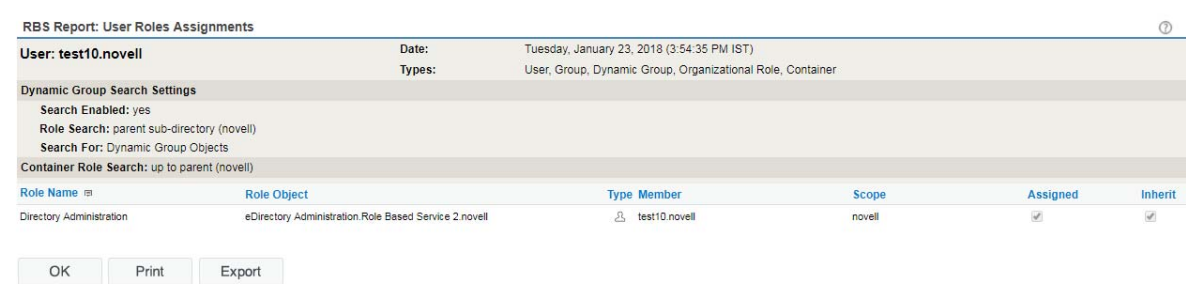 RBS Report: User Roles Assignments
User: test10.novell Date: Tuesday, January 23, 2018 (3:54:35 PM IST)
Types: User, Group, Dynamic Group, Organizational Role, Container
Dynamic Group Search Settings
Search Enabled: yes
Role Search: parent sub-directory (novell)
Search For: Dynamic Group Objects
Container Role Search: up to parent (novell)
Role Name Role Object Type Member Scope Assigned Inherit
Directory Administration eDirectory Administration.Role Based Service 2.novell test10.novell novell
OK Print Export